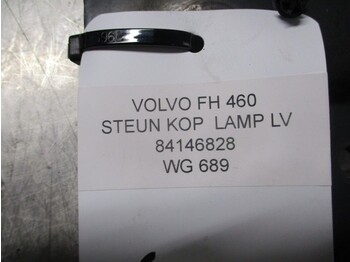 VOLVO FH 460
STEUN KOP LAMP LV
84146828
WG 689